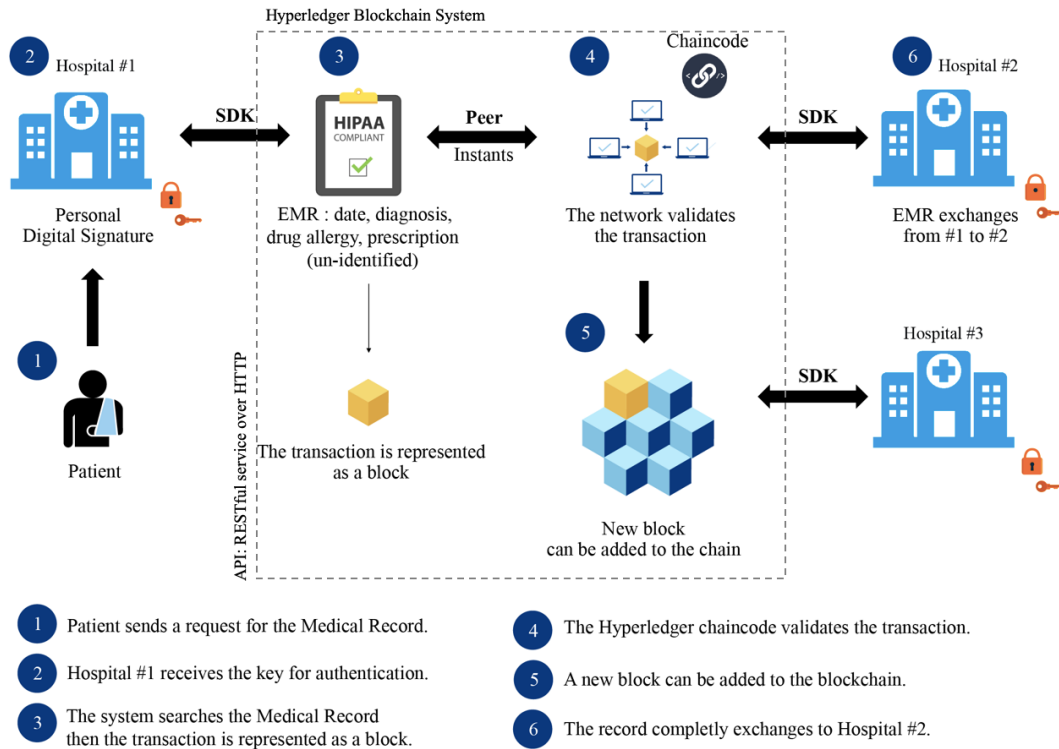 Hyperledger Blockchain System
Chaincode
2
Hospital #1
3
4
6
Hospital #2
SDK
HIPAA
COMPLIANT
Peer
Instants
SDK
Personal
Digital Signature
EMR : date, diagnosis,
drug allergy, prescription
(un-identified)
The network validates
the transaction
EMR exchanges
from #1 to #2
1
Patient
API: RESTful service over HTTP
The transaction is represented
as a block
5
New block
can be added to the chain
SDK
Hospital #3
1 Patient sends a request for the Medical Record.
2 Hospital #1 receives the key for authentication.
3 The system searches the Medical Record
then the transaction is represented as a block.
4 The Hyperledger chaincode validates the transaction.
5 A new block can be added to the blockchain.
6 The record completly exchanges to Hospital #2.